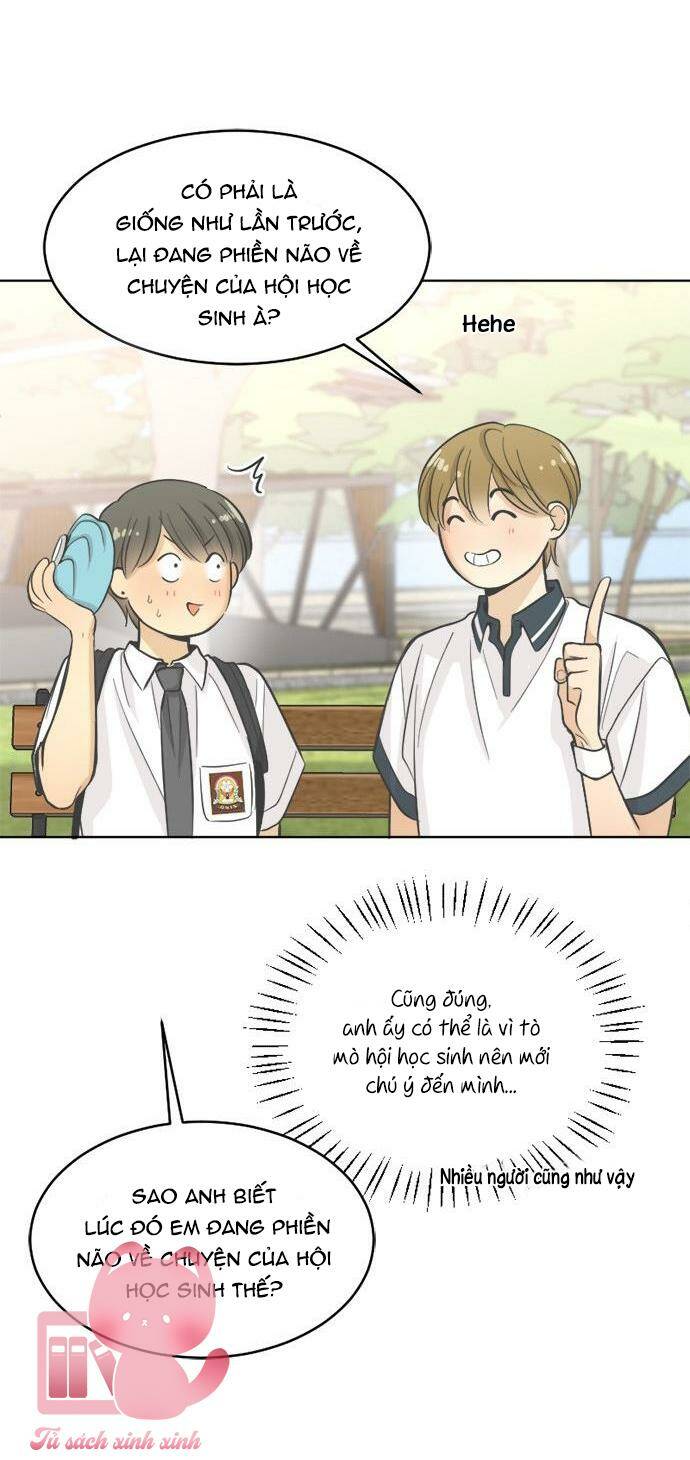 CÓ PHẢI LÀ
GIỐNG NHƯ LẦN TRƯỚC,
LẠI ĐANG PHIỀN NÃO VỀ
CHUYỆN CỦA HỘI HỌC
SINH À?
Hehe
Cũng đúng,
anh ấy có thể là vì tò
mò hội học sinh nên mới
chú ý đến mình...
Nhiều người cũng như vậy
SAO ANH BIẾT
LÚC ĐÓ EM ĐANG PHIỀN
NÃO VỀ CHUYỆN CỦA HỘI
HỌC SINH THẾ?
Tủ sách xinh xinh